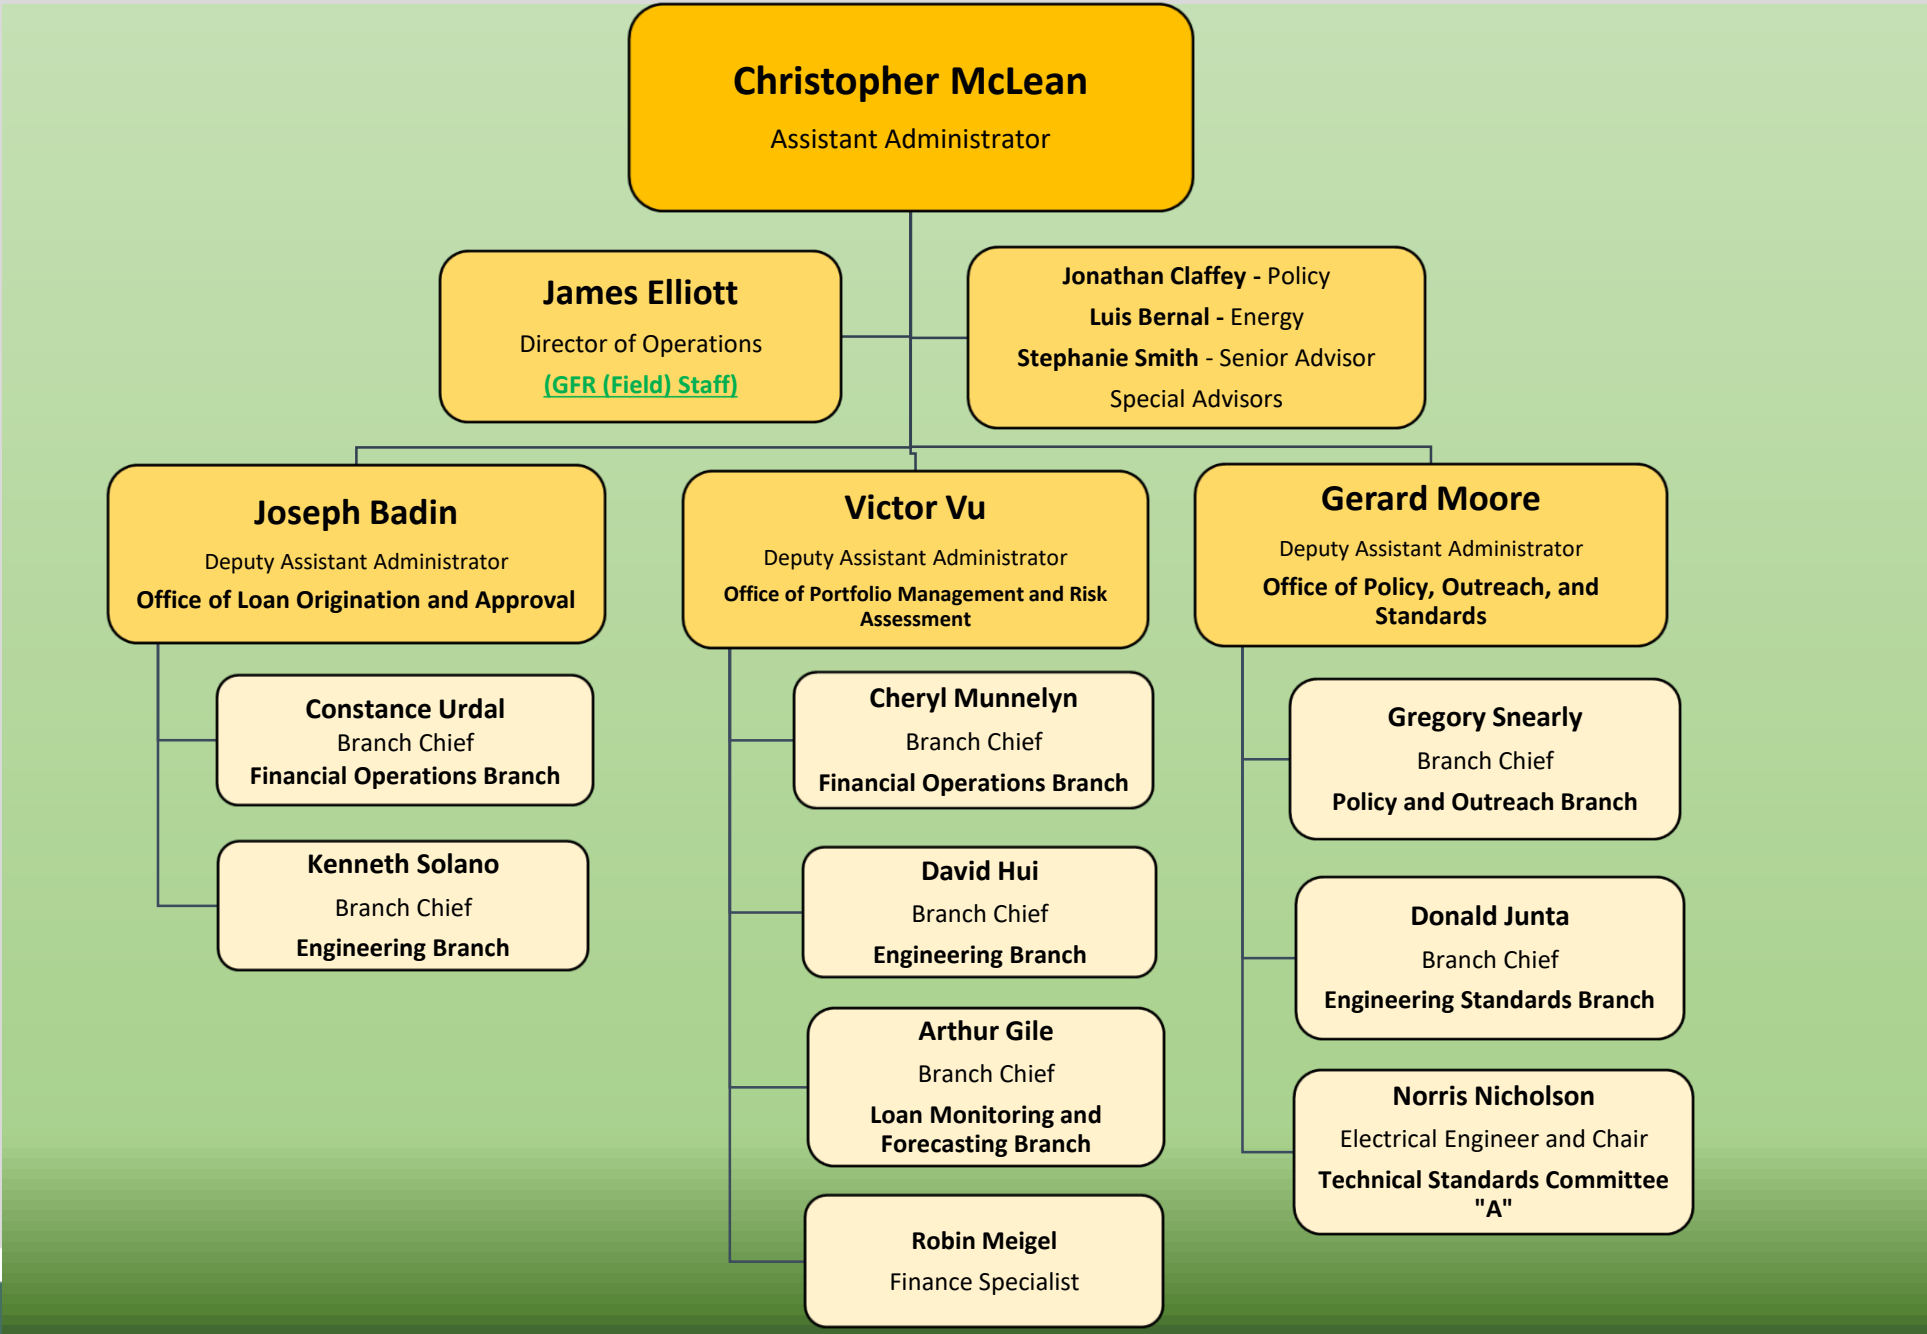 Christopher McLean
Assistant Administrator
James Elliott
Director of Operations
(GFR (Field) Staff)
Jonathan Claffey - Policy
Luis Bernal - Energy
Stephanie Smith - Senior Advisor
Special Advisors
Joseph Badin
Deputy Assistant Administrator
Office of Loan Origination and Approval
Constance Urdal
Branch Chief
Financial Operations Branch
Kenneth Solano
Branch Chief
Engineering Branch
Victor Vu
Deputy Assistant Administrator
Office of Portfolio Management and Risk
Assessment
Cheryl Munnelyn
Branch Chief
Financial Operations Branch
David Hui
Branch Chief
Engineering Branch
Arthur Gile
Branch Chief
Loan Monitoring and
Forecasting Branch
Robin Meigel
Finance Specialist
Gerard Moore
Deputy Assistant Administrator
Office of Policy, Outreach, and
Standards
Gregory Snearly
Branch Chief
Policy and Outreach Branch
Donald Junta
Branch Chief
Engineering Standards Branch
Norris Nicholson
Electrical Engineer and Chair
Technical Standards Committee
"A"